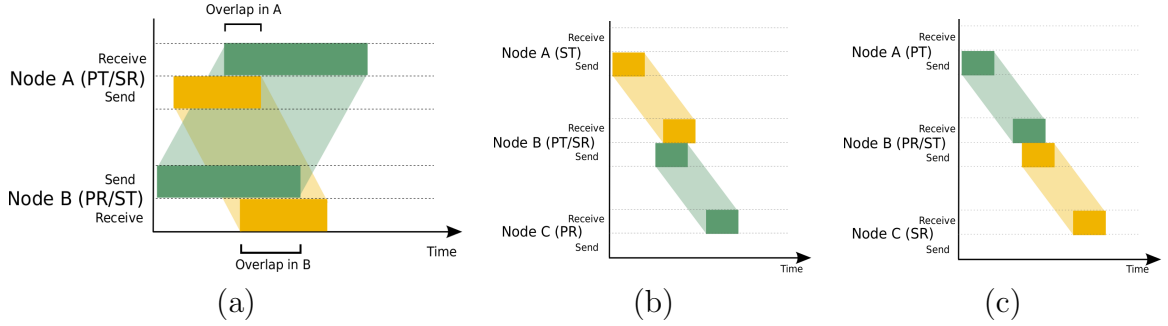 Overlap in A
Receive
Node A (PT/SR)
Send
Send
Node B (PR/ST)
Receive
Time
Overlap in B
(a)
Receive
Node A (ST)
Send
Receive
Node B (PT/SR)
Send
Receive
Node C (PR)
Send
Time
(b)
Receive
Node A (PT)
Send
Receive
Node B (PR/ST)
Send
Receive
Node C (SR)
Send
Time
(c)